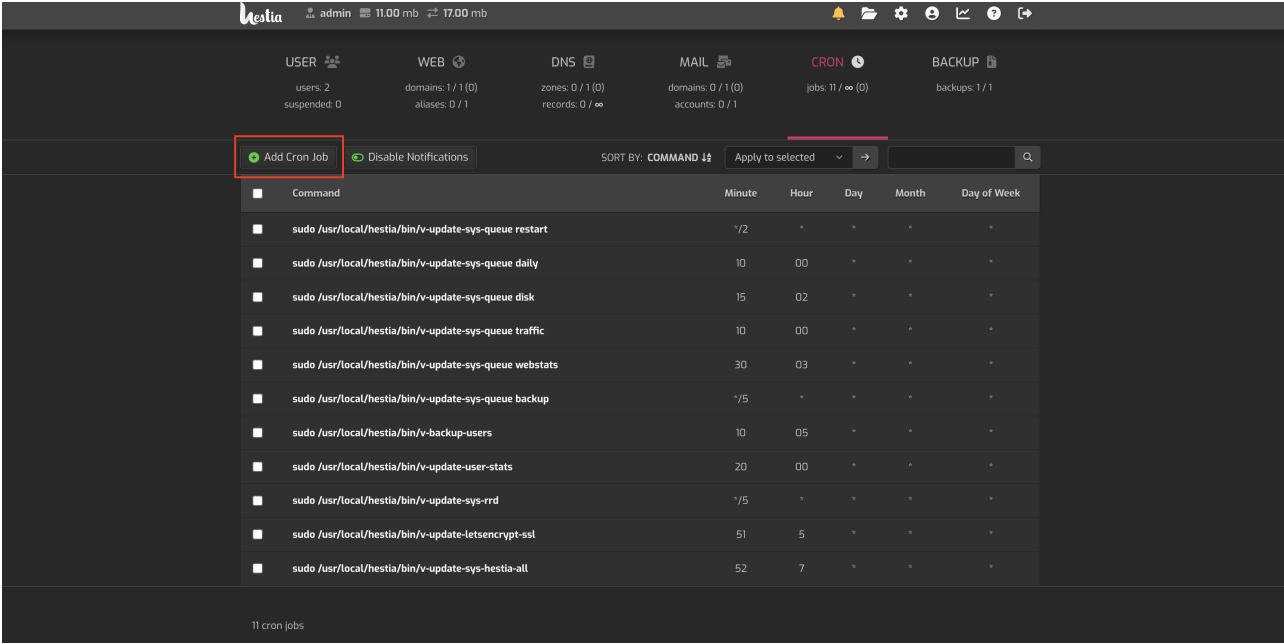 hestia admin 11.00 mb 17.00 mb
USER WEB DNS MAIL CRON BACKUP
users: 2 domains: 1 / 1 (0) zones: 0 / 1 (0) domains: 0 / 1 (0) jobs: 11 / ∞ (0) backups: 1 / 1
suspended: 0 aliases: 0 / 1 records: 0 / ∞ accounts: 0 / 1
Add Cron Job Disable Notifications SORT BY: COMMAND Apply to selected
Command Minute Hour Day Month Day of Week
sudo /usr/local/hestia/bin/v-update-sys-queue restart */2 * * * *
sudo /usr/local/hestia/bin/v-update-sys-queue daily 10 00 * * *
sudo /usr/local/hestia/bin/v-update-sys-queue disk 15 02 * * *
sudo /usr/local/hestia/bin/v-update-sys-queue traffic 10 00 * * *
sudo /usr/local/hestia/bin/v-update-sys-queue webstats 30 03 * * *
sudo /usr/local/hestia/bin/v-update-sys-queue backup */5 * * * *
sudo /usr/local/hestia/bin/v-backup-users 10 05 * * *
sudo /usr/local/hestia/bin/v-update-user-stats 20 00 * * *
sudo /usr/local/hestia/bin/v-update-sys-rrd */5 * * * *
sudo /usr/local/hestia/bin/v-update-letsencrypt-ssl 51 5 * * *
sudo /usr/local/hestia/bin/v-update-sys-hestia-all 52 7 * * *
11 cron jobs